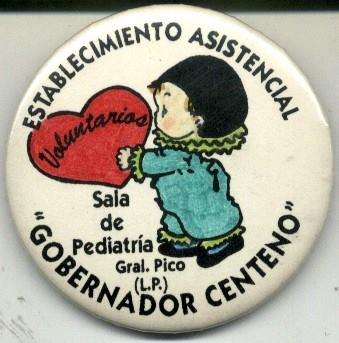 ESTABLECIMIENTO ASISTENCIAL
Voluntarios
Sala
de
Pediatría
Gral. Pico
(L.P.)
"GOBERNADOR CENTENO"